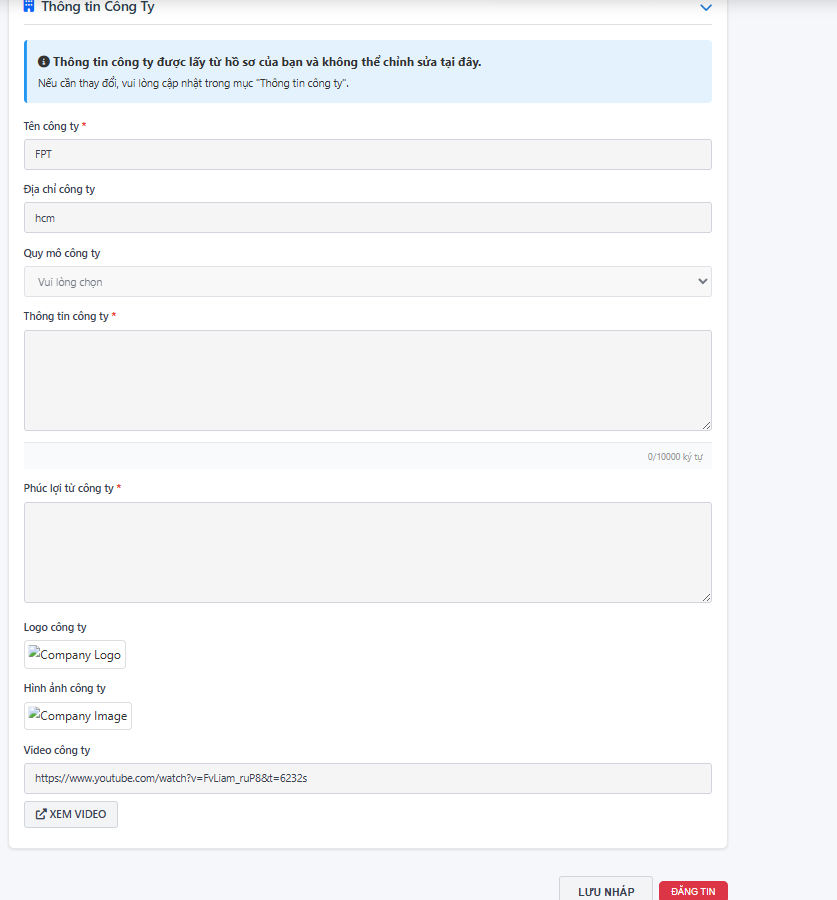 Thông tin Công Ty
Thông tin công ty được lấy từ hồ sơ của bạn và không thể chỉnh sửa tại đây.
Nếu cần thay đổi, vui lòng cập nhật trong mục "Thông tin công ty".
Tên công ty *
FPT
Địa chỉ công ty
hcm
Quy mô công ty
Vui lòng chọn
Thông tin công ty *
0/10000 ký tự
Phúc lợi từ công ty *
Logo công ty
Company Logo
Hình ảnh công ty
Company Image
Video công ty
https://www.youtube.com/watch?v=FvLiam_ruP8&t=6232s
XEM VIDEO
LƯU NHÁP
ĐĂNG TIN